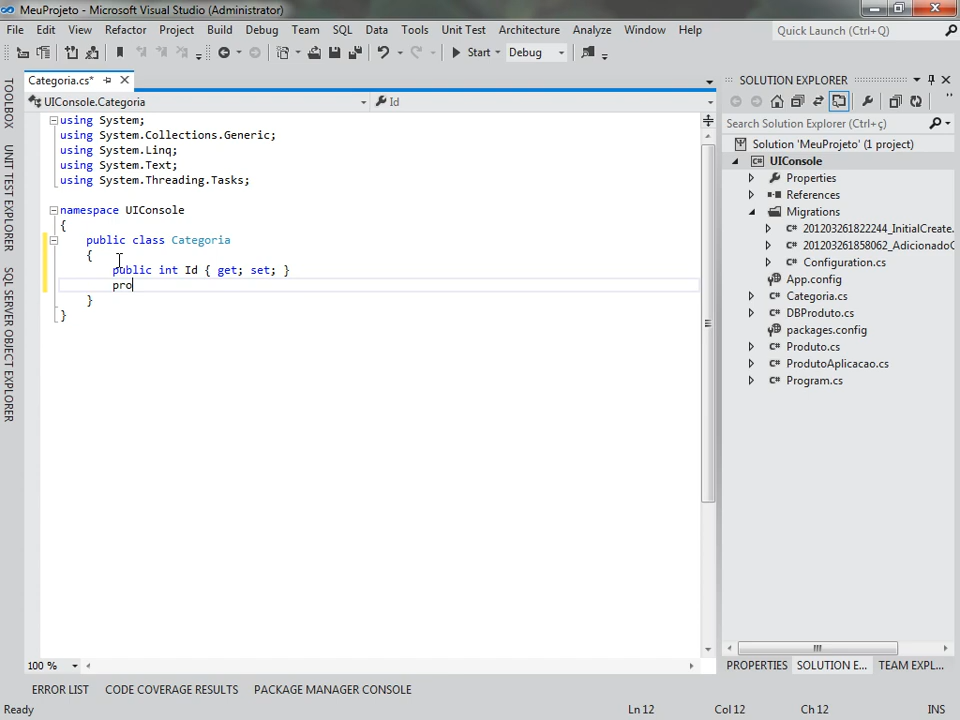 MeuProjeto - Microsoft Visual Studio (Administrator)
File Edit View Refactor Project Build Debug Team SQL Data Tools Unit Test Architecture Analyze Window Help
Quick Launch (Ctrl+Q)
Start Debug
Categoria.cs*
UIConsole.Categoria
Id
TOOLBOX
UNIT TEST EXPLORER
SQL SERVER OBJECT EXPLORER
using System;
using System.Collections.Generic;
using System.Linq;
using System.Text;
using System.Threading.Tasks;
namespace UIConsole
{
public class Categoria
{
public int Id { get; set; }
pro
}
}
100 %
SOLUTION EXPLORER
Search Solution Explorer (Ctrl+ç)
Solution 'MeuProjeto' (1 project)
UIConsole
Properties
References
Migrations
201203261822244_InitialCreate.
201203261858062_AdicionadoC
Configuration.cs
App.config
Categoria.cs
DBProduto.cs
packages.config
Produto.cs
ProdutoAplicacao.cs
Program.cs
PROPERTIES SOLUTION E... TEAM EXPL...
ERROR LIST CODE COVERAGE RESULTS PACKAGE MANAGER CONSOLE
Ready Ln 12 Col 12 Ch 12 INS